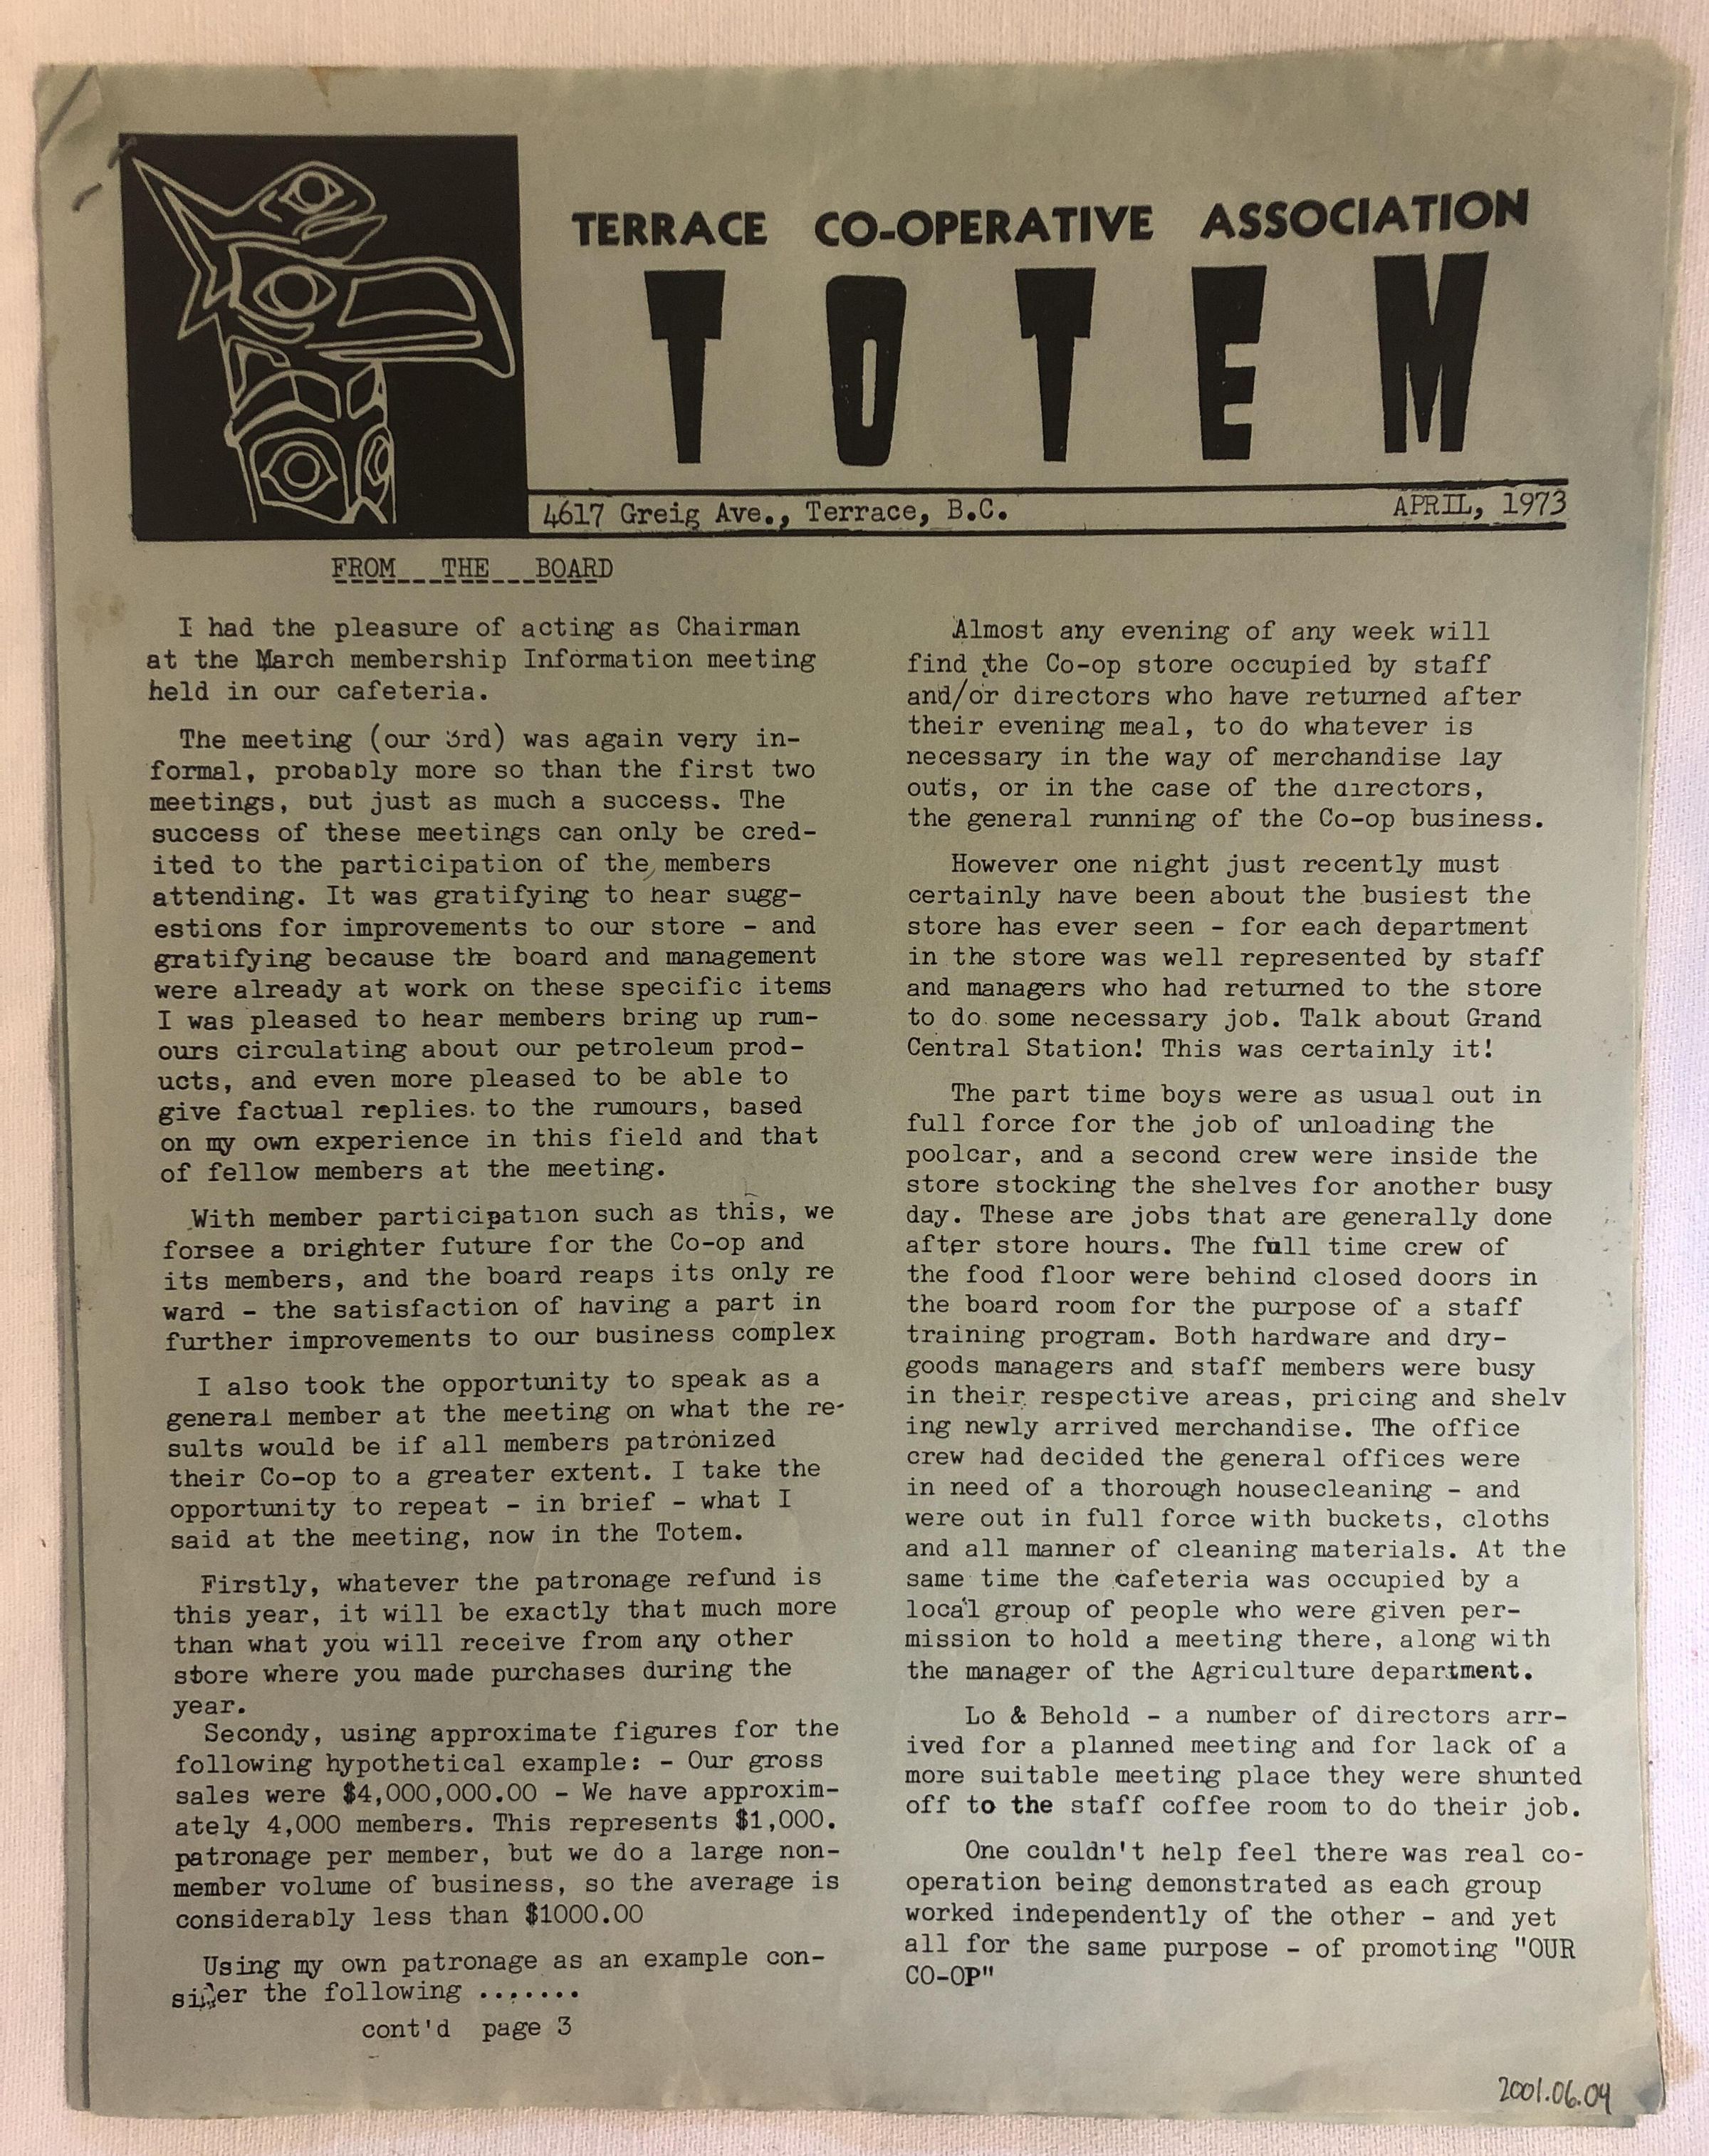 TERRACE CO-OPERATIVE ASSOCIATION
TOTEM
4617 Greig Ave., Terrace, B.C.
APRIL, 1973
FROM THE BOARD
I had the pleasure of acting as Chairman
at the March membership Information meeting
held in our cafeteria.
The meeting (our 3rd) was again very in-
formal, probably more so than the first two
meetings, but just as much a success. The
success of these meetings can only be cred-
ited to the participation of the members
attending. It was gratifying to hear sugg-
estions for improvements to our store - and
gratifying because the board and management
were already at work on these specific items
I was pleased to hear members bring up rum-
ours circulating about our petroleum prod-
ucts, and even more pleased to be able to
give factual replies. to the rumours, based
on my own experience in this field and that
of fellow members at the meeting.
With member participation such as this, we
forsee a brighter future for the Co-op and
its members, and the board reaps its only re
ward - the satisfaction of having a part in
further improvements to our business complex
I also took the opportunity to speak as a
general member at the meeting on what the re-
sults would be if all members patronized
their Co-op to a greater extent. I take the
opportunity to repeat - in brief - what I
said at the meeting, now in the Totem.
Firstly, whatever the patronage refund is
this year, it will be exactly that much more
than what you will receive from any other
store where you made purchases during the
year.
Secondy, using approximate figures for the
following hypothetical example: - Our gross
sales were $4,000,000.00 - We have approxim-
ately 4,000 members. This represents $1,000.
patronage per member, but we do a large non-
member volume of business, so the average is
considerably less than $1000.00
Using my own patronage as an example con-
sider the following .......
cont'd page 3
Almost any evening of any week will
find the Co-op store occupied by staff
and/or directors who have returned after
their evening meal, to do whatever is
necessary in the way of merchandise lay
outs, or in the case of the directors,
the general running of the Co-op business.
However one night just recently must
certainly have been about the busiest the
store has ever seen - for each department
in the store was well represented by staff
and managers who had returned to the store
to do some necessary job. Talk about Grand
Central Station! This was certainly it!
The part time boys were as usual out in
full force for the job of unloading the
poolcar, and a second crew were inside the
store stocking the shelves for another busy
day. These are jobs that are generally done
after store hours. The full time crew of
the food floor were behind closed doors in
the board room for the purpose of a staff
training program. Both hardware and dry-
goods managers and staff members were busy
in their respective areas, pricing and shelv
ing newly arrived merchandise. The office
crew had decided the general offices were
in need of a thorough housecleaning - and
were out in full force with buckets, cloths
and all manner of cleaning materials. At the
same time the cafeteria was occupied by a
local group of people who were given per-
mission to hold a meeting there, along with
the manager of the Agriculture department.
Lo & Behold - a number of directors arr-
ived for a planned meeting and for lack of a
more suitable meeting place they were shunted
off to the staff coffee room to do their job.
One couldn't help feel there was real co-
operation being demonstrated as each group
worked independently of the other - and yet
all for the same purpose - of promoting "OUR
CO-OP"
2001.06.04